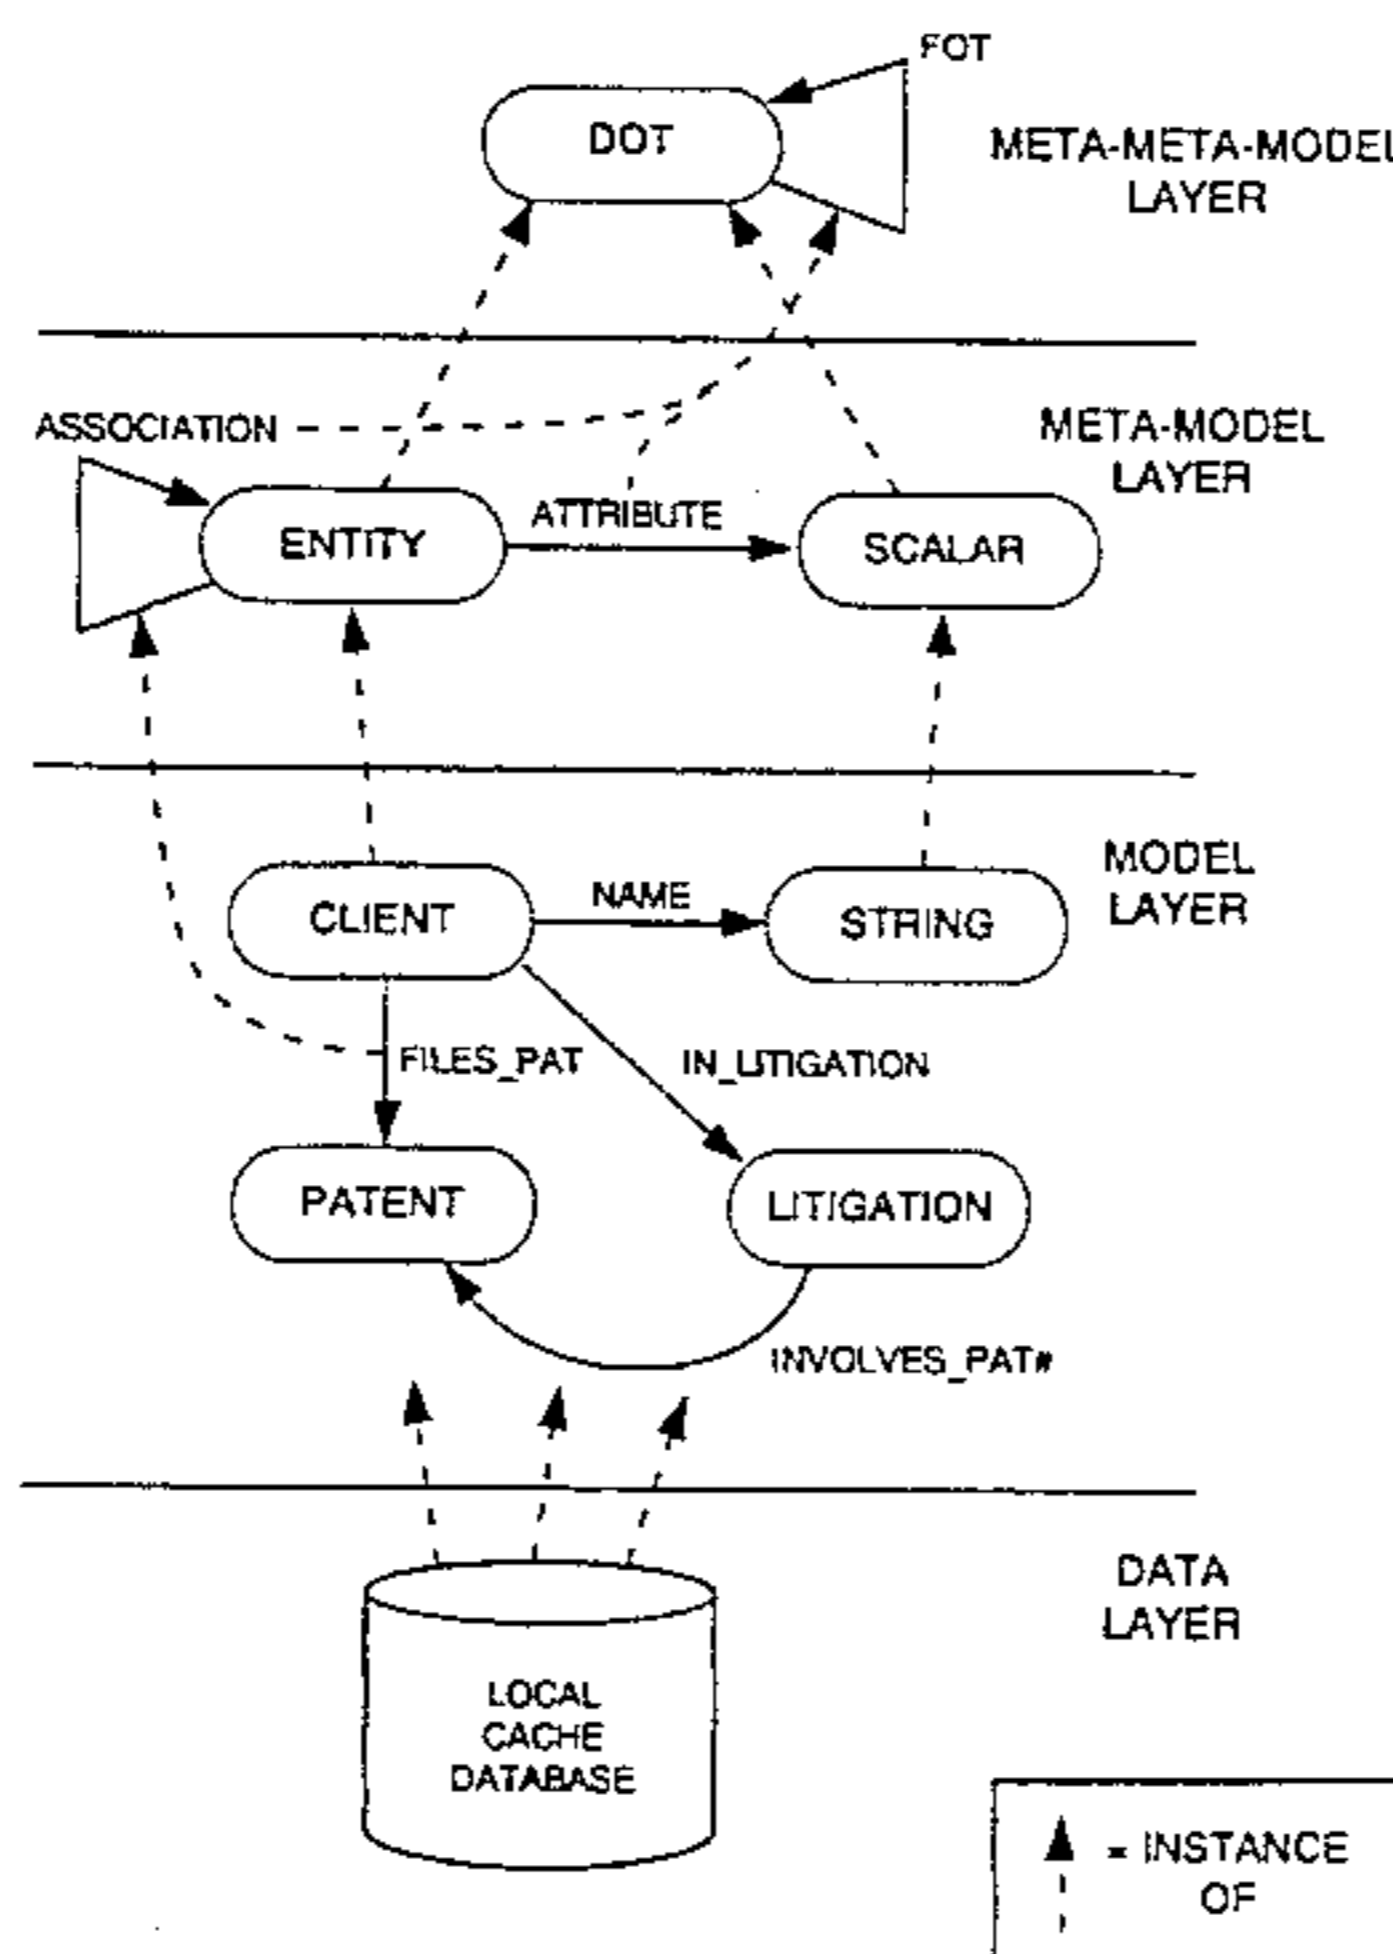 FOT
DOT
META-META-MODEL
LAYER
ASSOCIATION
META-MODEL
LAYER
ENTITY
ATTRIBUTE
SCALAR
MODEL
LAYER
CLIENT
NAME
STRING
FILES_PAT
IN_LITIGATION
PATENT
LITIGATION
INVOLVES_PAT#
DATA
LAYER
LOCAL
CACHE
DATABASE
= INSTANCE
OF